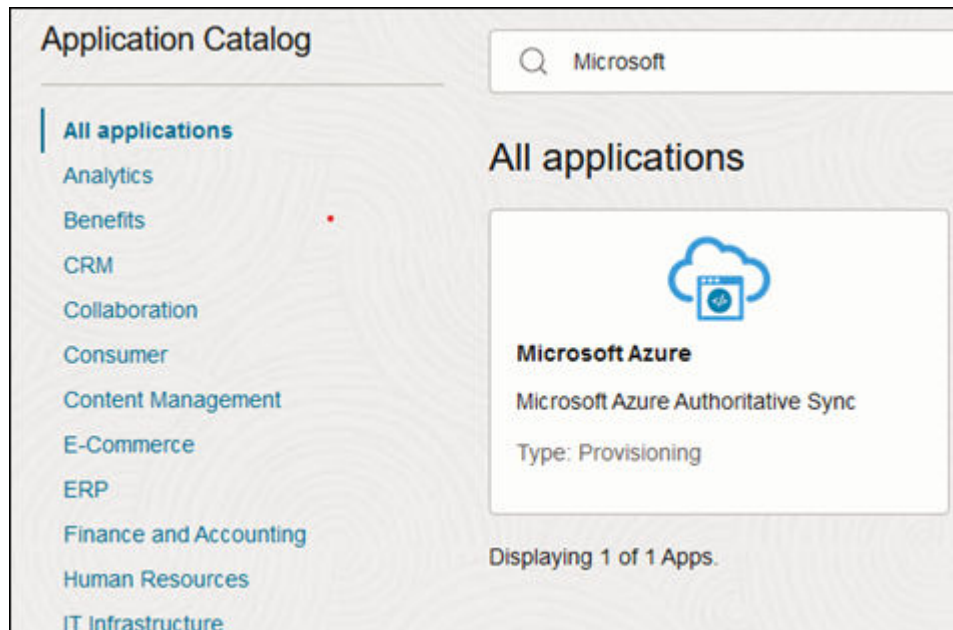 Application Catalog
All applications
Analytics
Benefits
CRM
Collaboration
Consumer
Content Management
E-Commerce
ERP
Finance and Accounting
Human Resources
IT Infrastructure
Microsoft
All applications
</>
Microsoft Azure
Microsoft Azure Authoritative Sync
Type: Provisioning
Displaying 1 of 1 Apps.